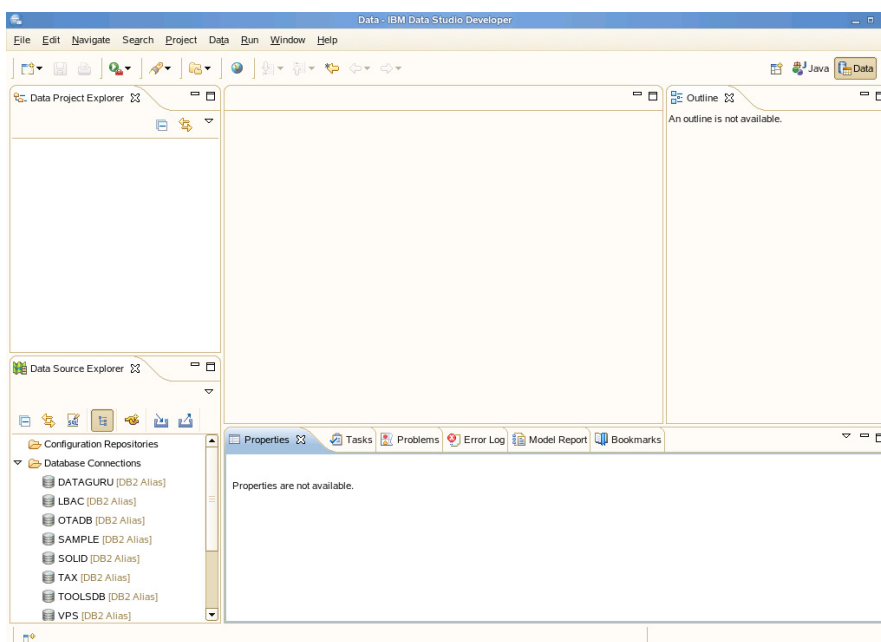 Data - IBM Data Studio Developer
File Edit Navigate Search Project Data Run Window Help
Java Data
Data Project Explorer
Outline
An outline is not available.
Data Source Explorer
Configuration Repositories
Database Connections
DATAGURU [DB2 Alias]
LBAC [DB2 Alias]
OTADB [DB2 Alias]
SAMPLE [DB2 Alias]
SOLID [DB2 Alias]
TAX [DB2 Alias]
TOOLSDB [DB2 Alias]
VPS [DB2 Alias]
Properties Tasks Problems Error Log Model Report Bookmarks
Properties are not available.